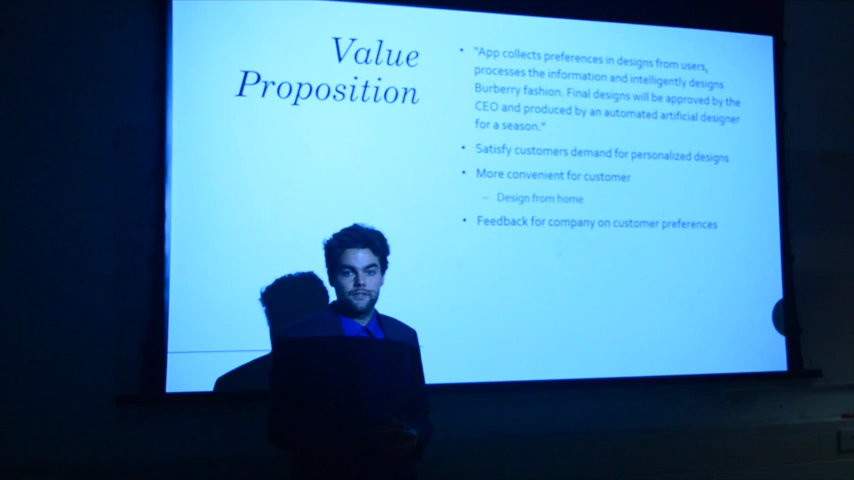 Value
Proposition
• "App collects preferences in designs from users,
processes the information and intelligently designs
Burberry fashion. Final designs will be approved by the
CEO and produced by an automated artificial designer
for a season."
• Satisfy customers demand for personalized designs
• More convenient for customer
– Design from home
• Feedback for company on customer preferences